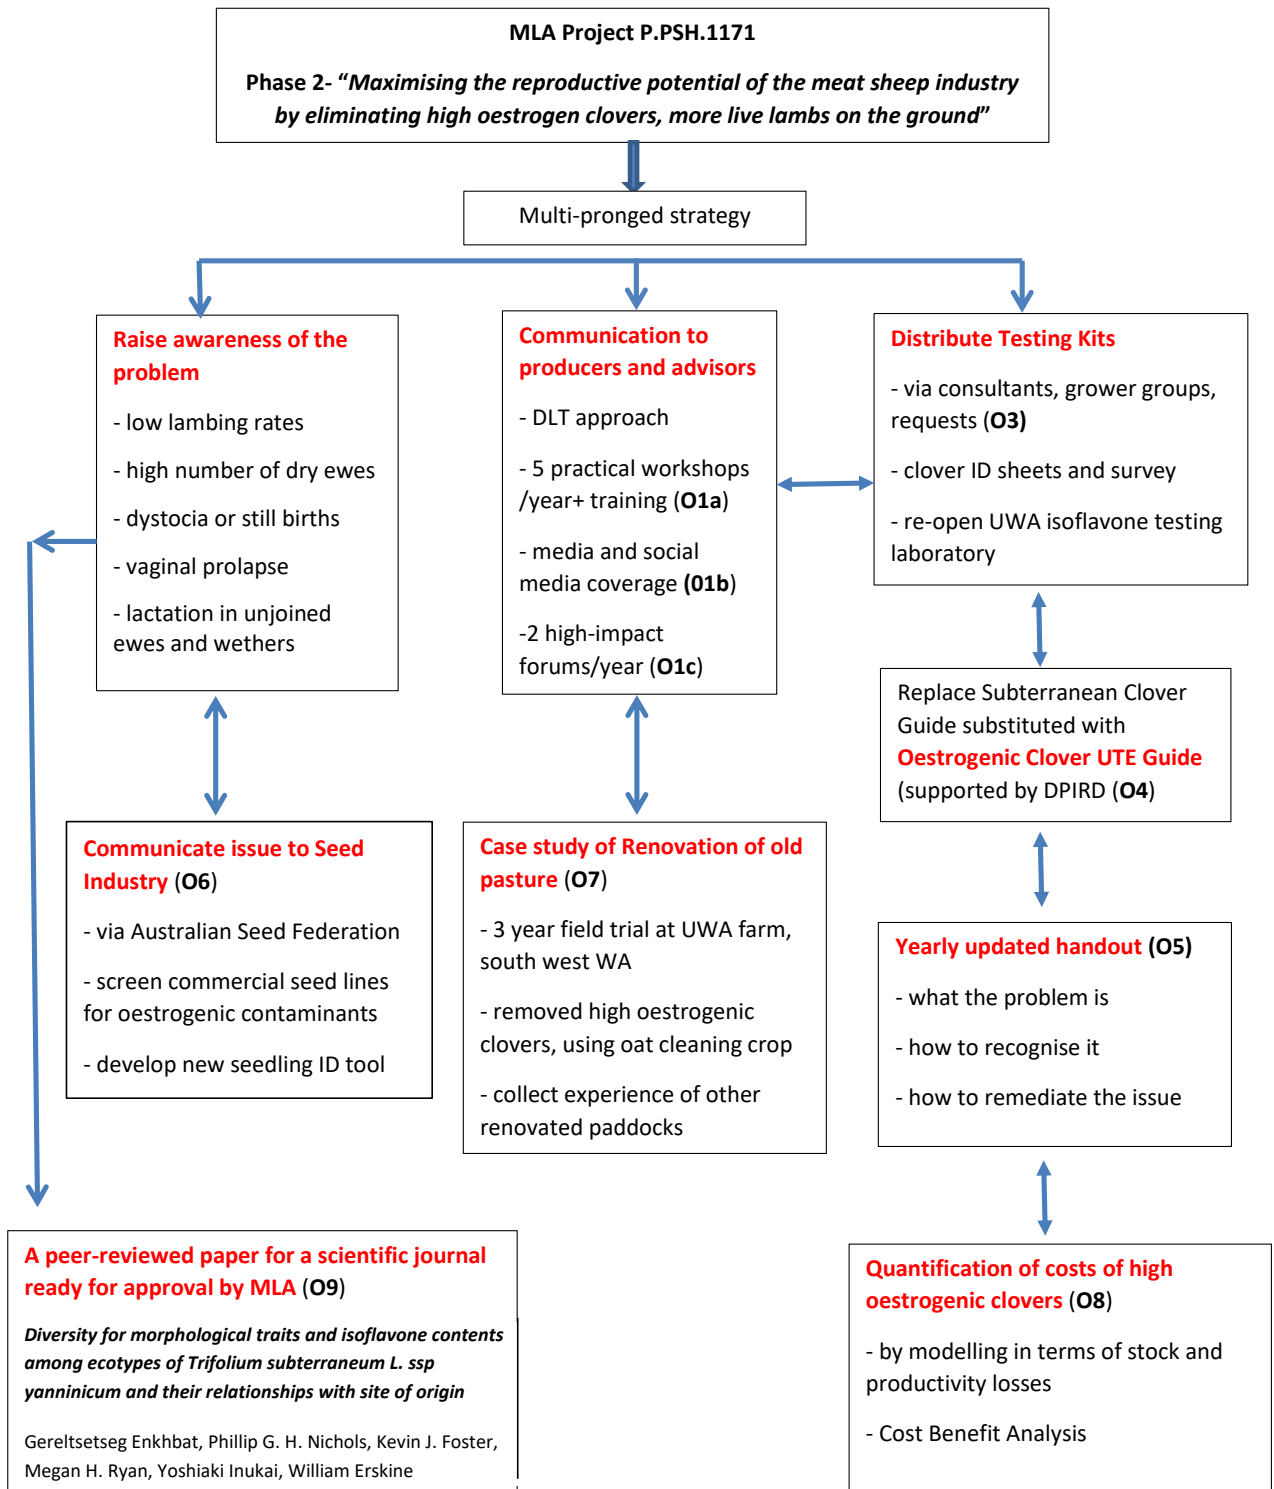 MLA Project P.PSH.1171
Phase 2- “Maximising the reproductive potential of the meat sheep industry
by eliminating high oestrogen clovers, more live lambs on the ground”
Multi-pronged strategy
Raise awareness of the
problem
- low lambing rates
- high number of dry ewes
- dystocia or still births
- vaginal prolapse
- lactation in unjoined
ewes and wethers
Communication to
producers and advisors
- DLT approach
- 5 practical workshops
/year+ training (O1a)
- media and social
media coverage (01b)
-2 high-impact
forums/year (O1c)
Distribute Testing Kits
- via consultants, grower groups,
requests (O3)
- clover ID sheets and survey
- re-open UWA isoflavone testing
laboratory
Replace Subterranean Clover
Guide substituted with
Oestrogenic Clover UTE Guide
(supported by DPIRD (O4)
Communicate issue to Seed
Industry (O6)
- via Australian Seed Federation
- screen commercial seed lines
for oestrogenic contaminants
- develop new seedling ID tool
Case study of Renovation of old
pasture (O7)
- 3 year field trial at UWA farm,
south west WA
- removed high oestrogenic
clovers, using oat cleaning crop
- collect experience of other
renovated paddocks
Yearly updated handout (O5)
- what the problem is
- how to recognise it
- how to remediate the issue
A peer-reviewed paper for a scientific journal
ready for approval by MLA (O9)
Diversity for morphological traits and isoflavone contents
among ecotypes of Trifolium subterraneum L. ssp
yanninicum and their relationships with site of origin
Gereltsetseg Enkhbat, Phillip G. H. Nichols, Kevin J. Foster,
Megan H. Ryan, Yoshiaki Inukai, William Erskine
Quantification of costs of high
oestrogenic clovers (O8)
- by modelling in terms of stock and
productivity losses
- Cost Benefit Analysis